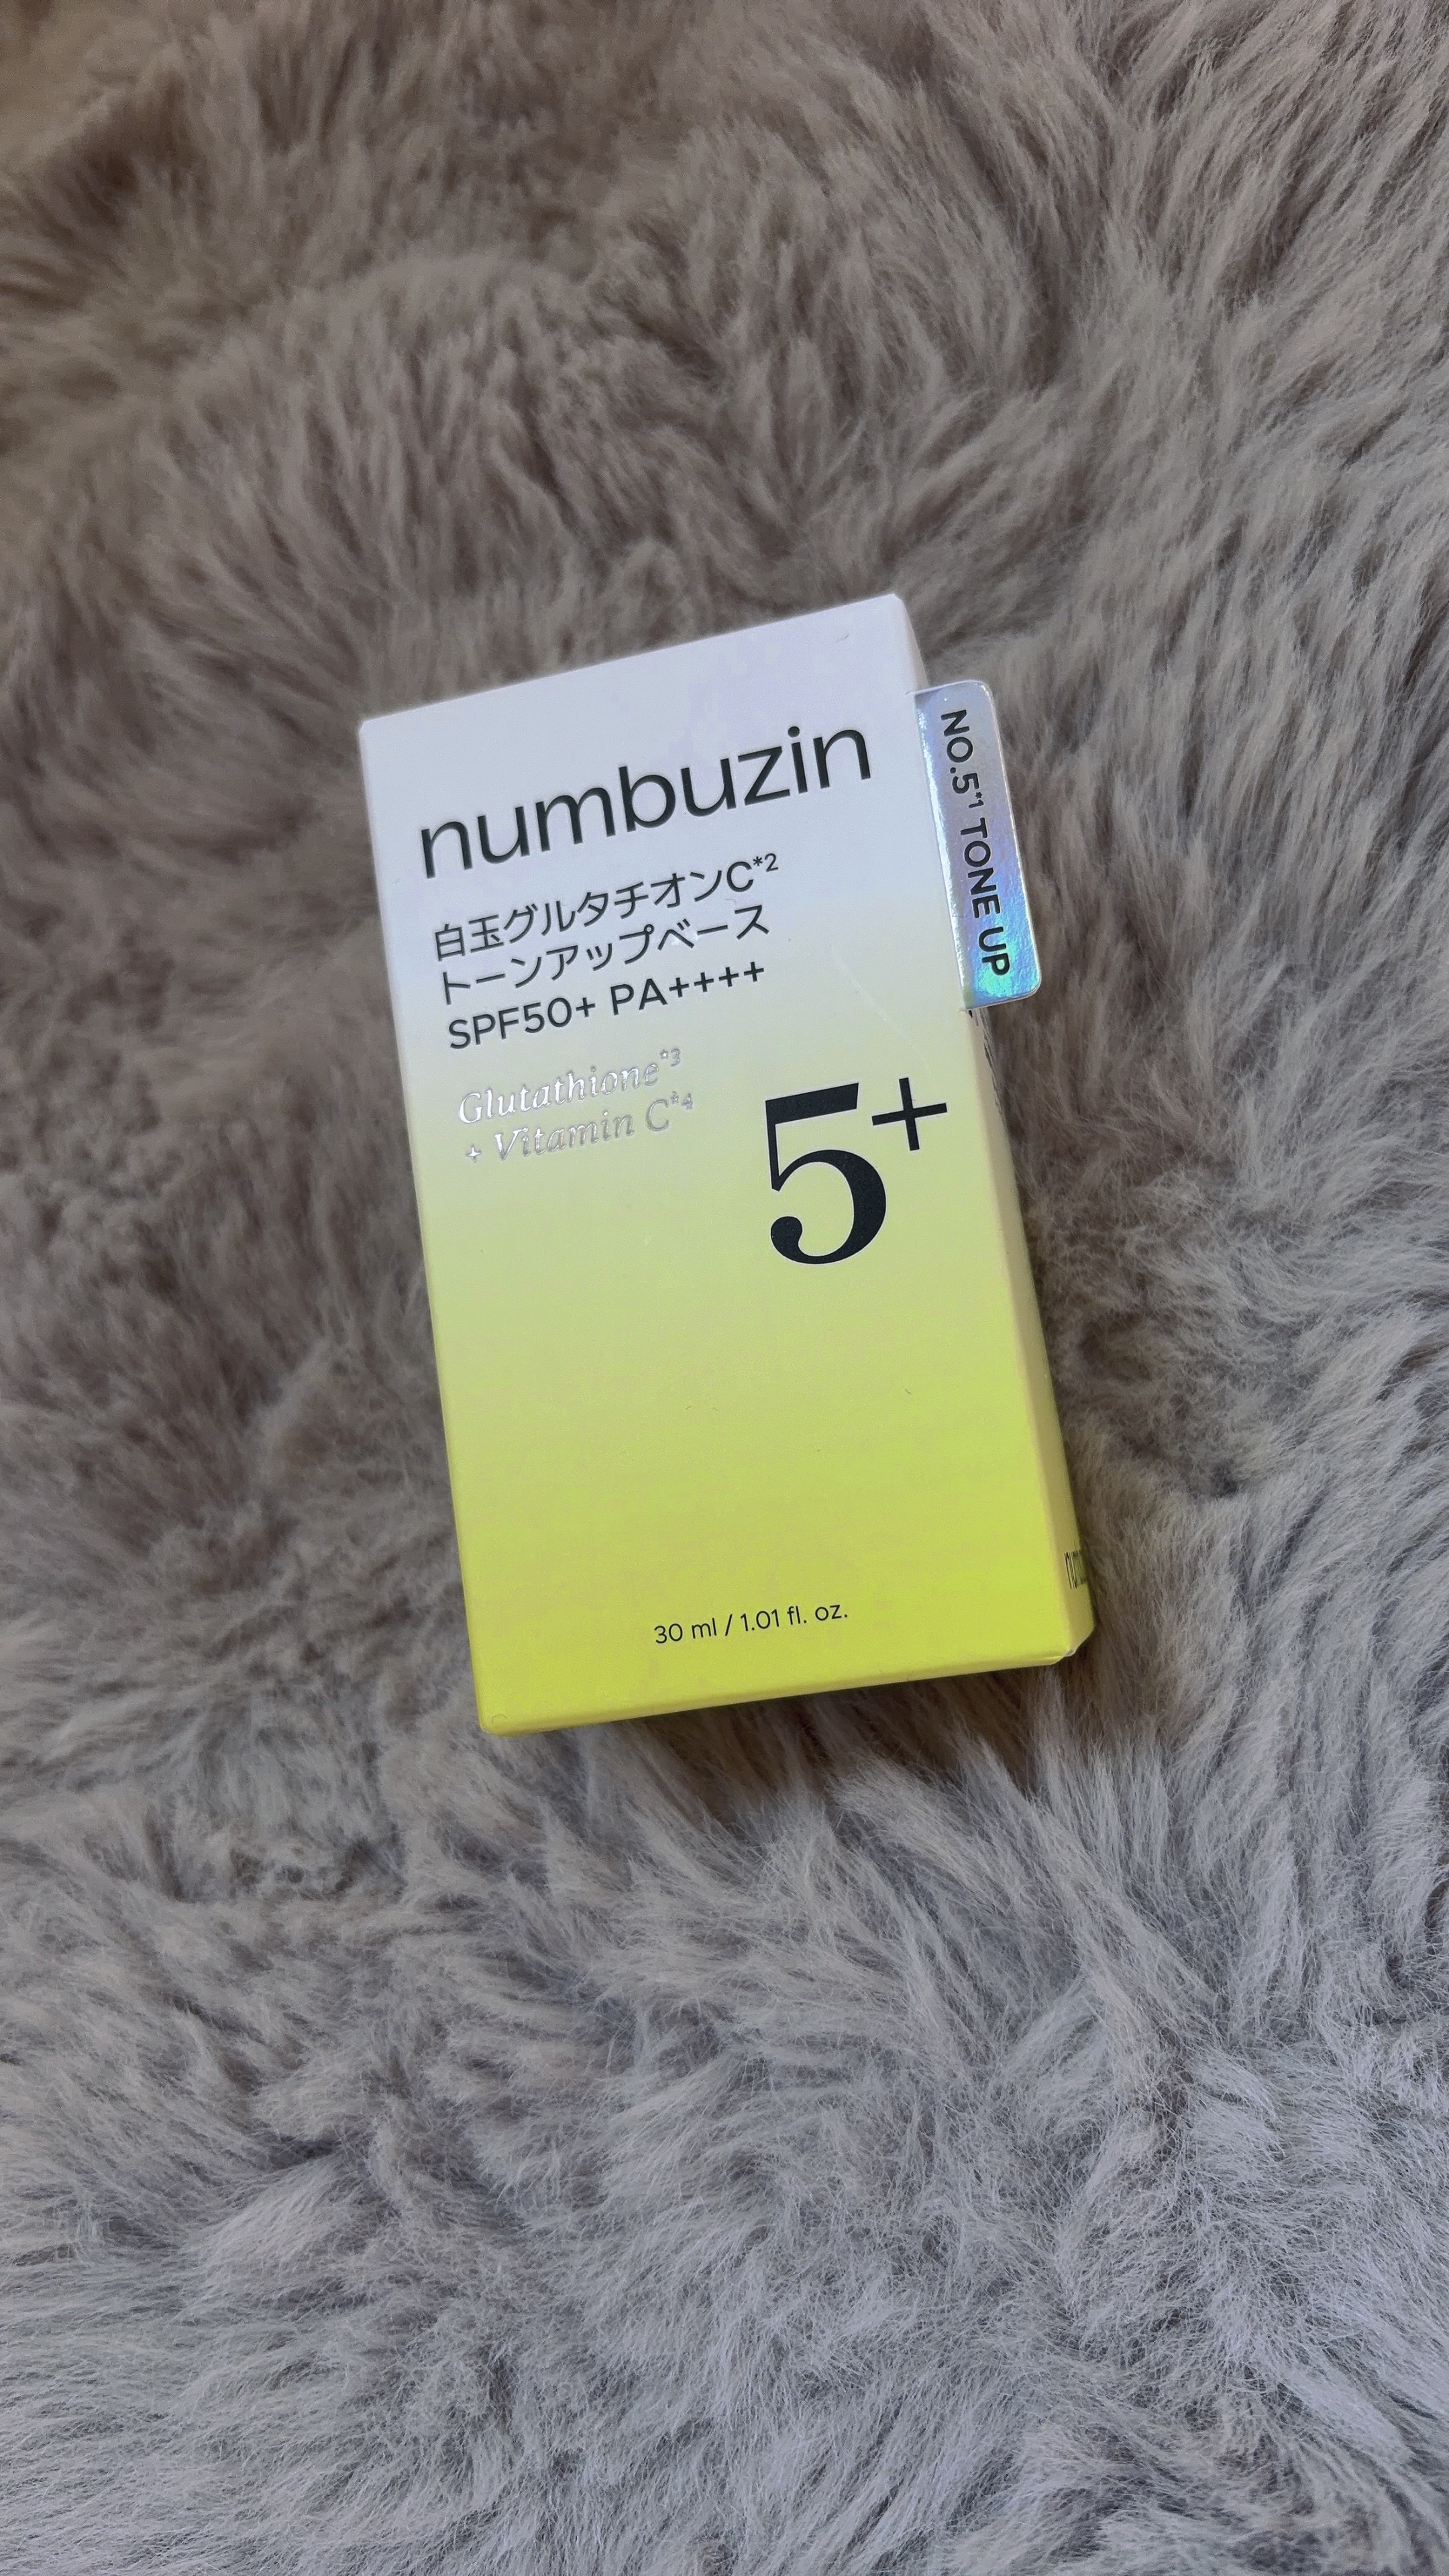 numbuzin
白玉グルタチオンC*2
トーンアップベース
SPF50+ PA++++
Glutathione*3
+ Vitamin C*4
5+
30 ml / 1.01 fl. oz.
NO.5*1 TONE UP